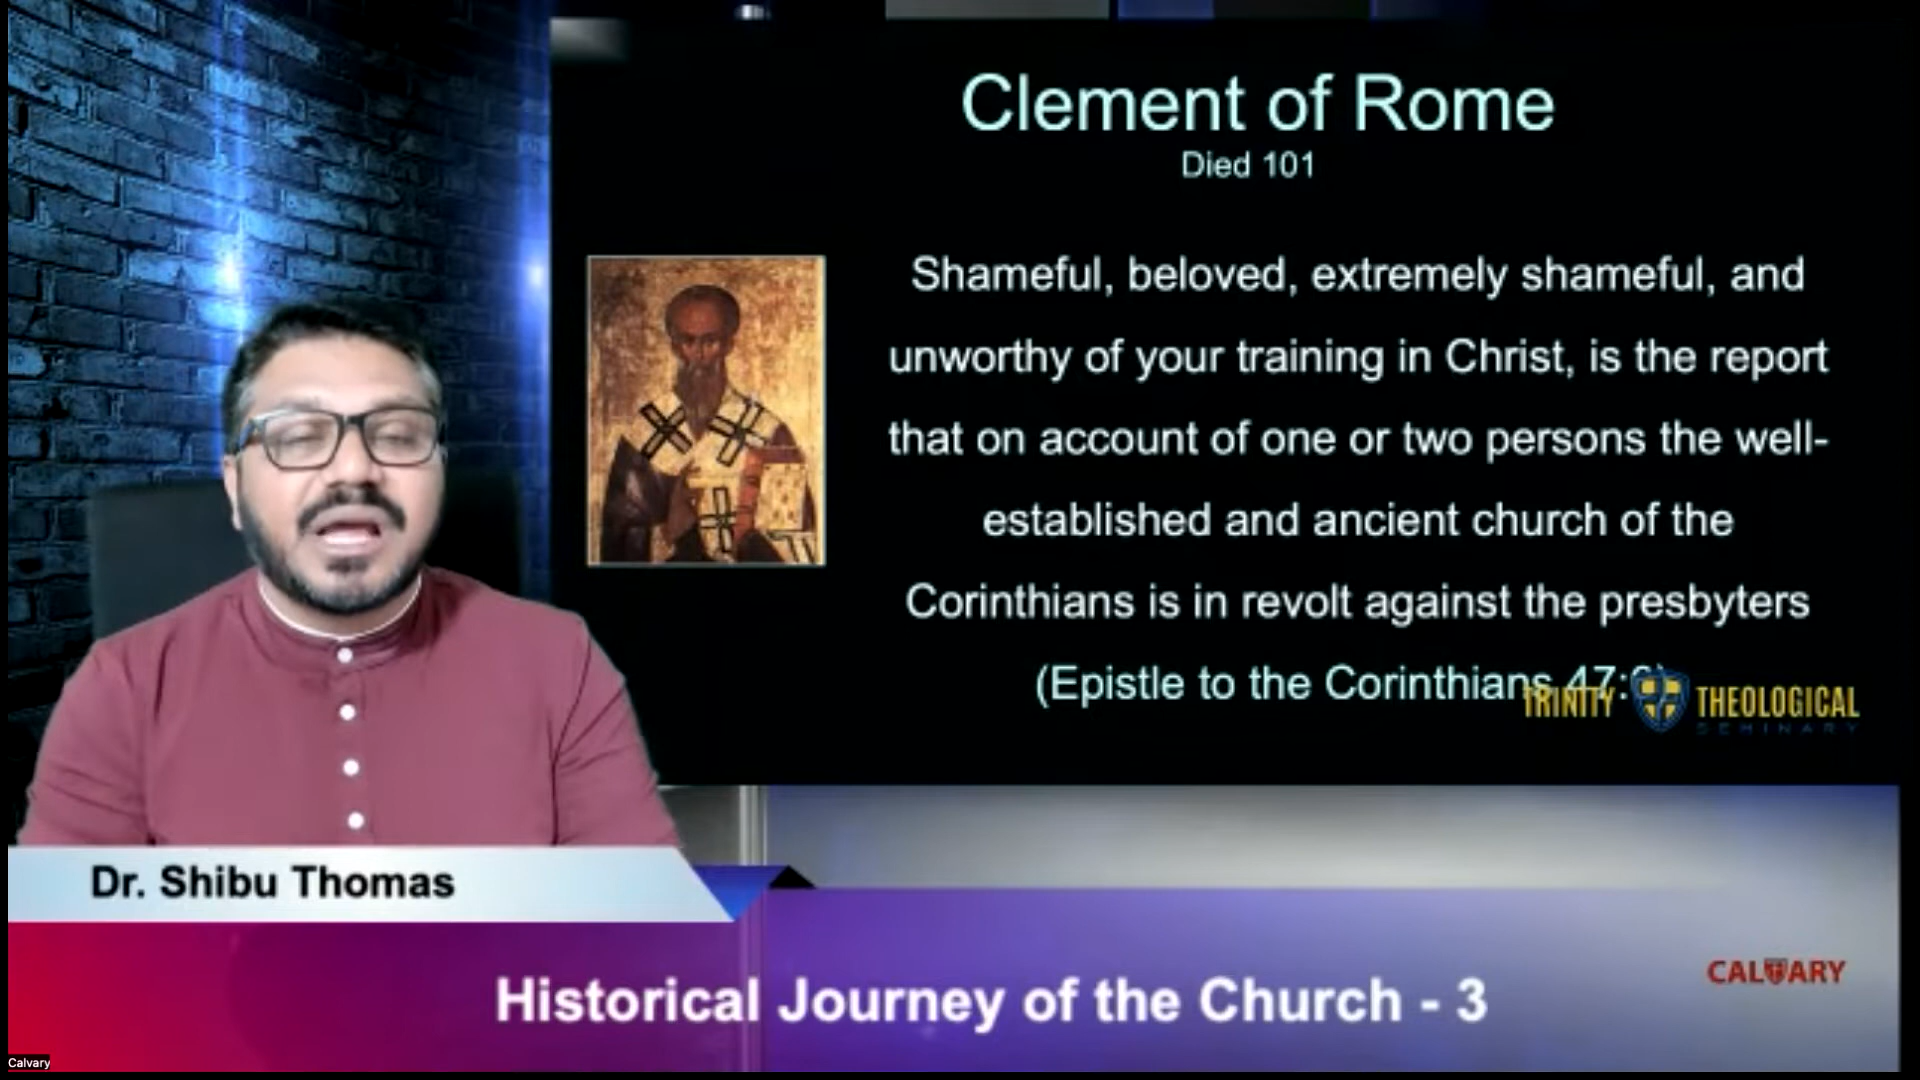 Clement of Rome
Died 101
Shameful, beloved, extremely shameful, and
unworthy of your training in Christ, is the report
that on account of one or two persons the well-
established and ancient church of the
Corinthians is in revolt against the presbyters
(Epistle to the Corinthians 47:
TRINITY THEOLOGICAL
SEMINARY
Dr. Shibu Thomas
CALVARY
Historical Journey of the Church - 3
Calvary